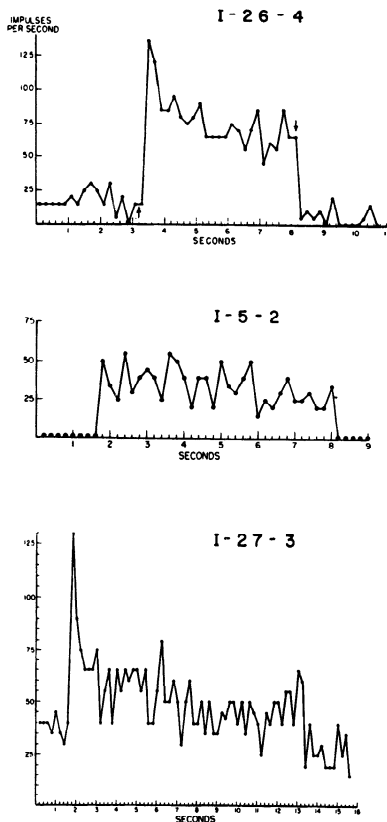 IMPULSES
PER SECOND
I-26-4
125
100
75
50
25
1 2 3 4 5 6 7 8 9 10
SECONDS
I-5-2
75
50
25
1 2 3 4 5 6 7 8 9
SECONDS
I-27-3
125
100
75
50
25
1 2 3 4 5 6 7 8 9 10 11 12 13 14 15 16
SECONDS